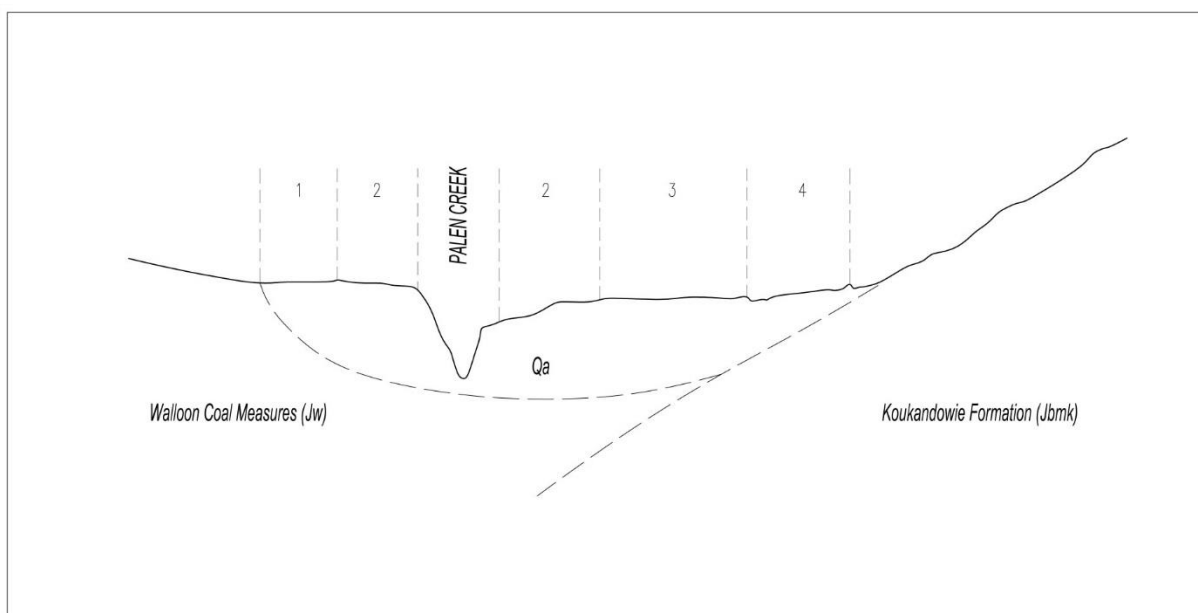 1
2
PALEN CREEK
2
3
4
Qa
Walloon Coal Measures (Jw)
Koukandowie Formation (Jbmk)